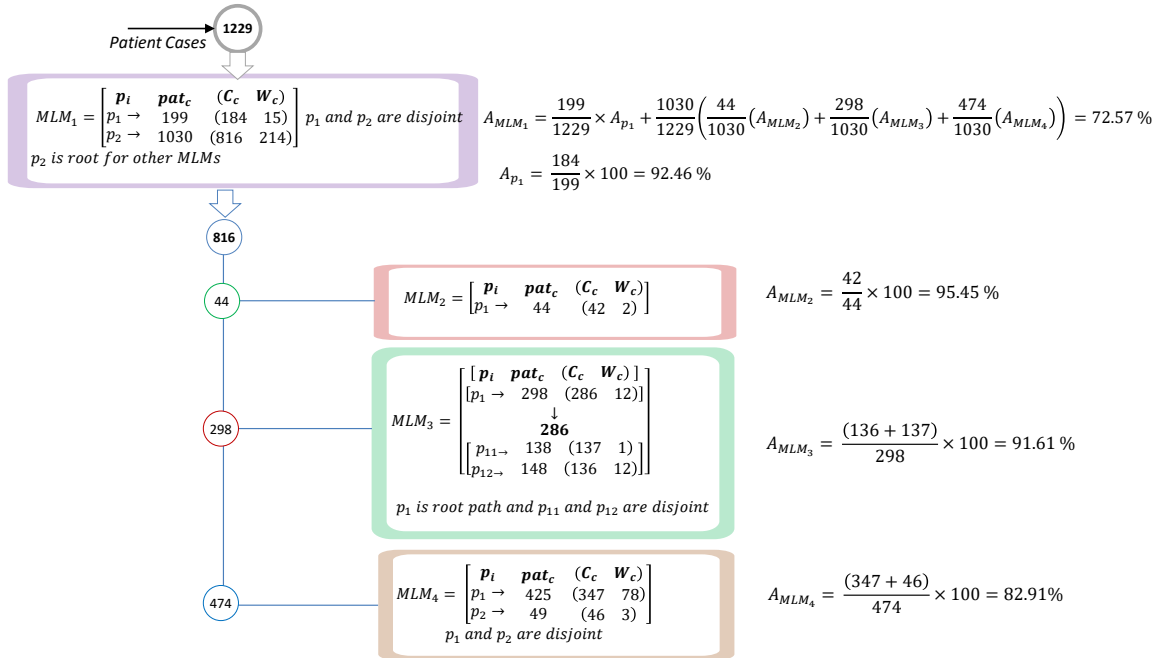 1229
Patient Cases
MLM₁ = [ pᵢ pat_c (C_c W_c)
p₁ → 199 (184 15)
p₂ → 1030 (816 214) ] p₁ and p₂ are disjoint
p₂ is root for other MLMs
A_MLM₁ = 199/1229 × A_p₁ + 1030/1229 ( 44/1030 (A_MLM₂) + 298/1030 (A_MLM₃) + 474/1030 (A_MLM₄) ) = 72.57 %
A_p₁ = 184/199 × 100 = 92.46 %
816
44
MLM₂ = [ pᵢ pat_c (C_c W_c)
p₁ → 44 (42 2) ]
A_MLM₂ = 42/44 × 100 = 95.45 %
298
MLM₃ = [ [ pᵢ pat_c (C_c W_c) ]
[p₁ → 298 (286 12)]
↓
286
[ p₁₁→ 138 (137 1)
p₁₂→ 148 (136 12) ] ]
p₁ is root path and p₁₁ and p₁₂ are disjoint
A_MLM₃ = (136 + 137)/298 × 100 = 91.61 %
474
MLM₄ = [ pᵢ pat_c (C_c W_c)
p₁ → 425 (347 78)
p₂ → 49 (46 3) ]
p₁ and p₂ are disjoint
A_MLM₄ = (347 + 46)/474 × 100 = 82.91%